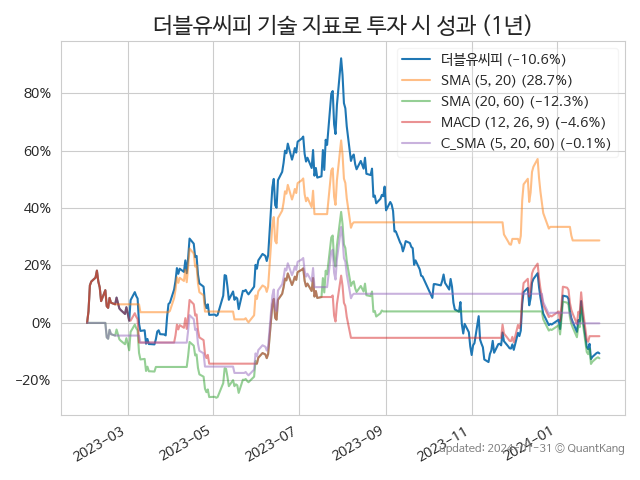 더블유씨피 기술 지표로 투자 시 성과 (1년)
더블유씨피 (−10.6%)
SMA (5, 20) (28.7%)
SMA (20, 60) (−12.3%)
MACD (12, 26, 9) (−4.6%)
C_SMA (5, 20, 60) (−0.1%)
80%
60%
40%
20%
0%
−20%
2023−03
2023−05
2023−07
2023−09
2023−11
2024−01
updated: 2024-01-31 © QuantKang